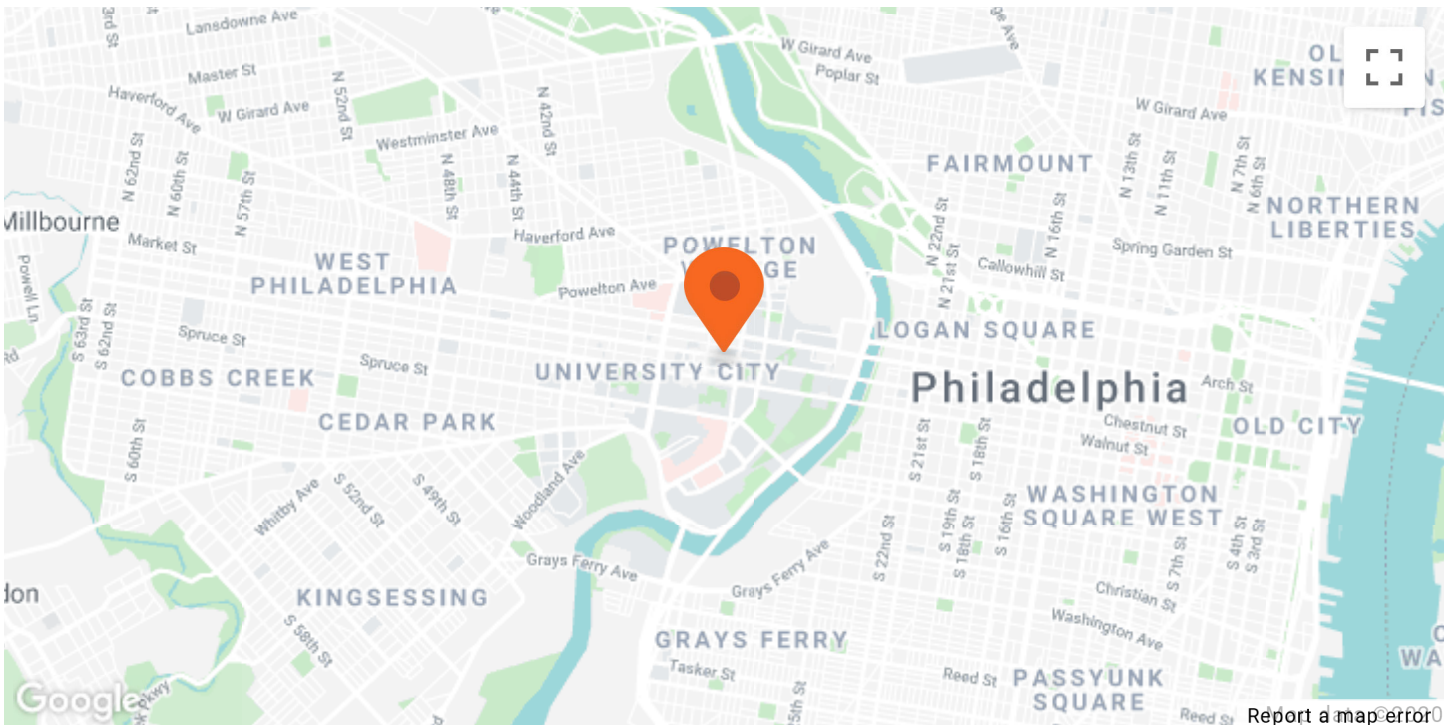 Lansdowne Ave
W Girard Ave
Poplar St
Master St
Haverford Ave
W Girard Ave
N 52nd St
N 42nd St
Westminster Ave
W Girard Ave
FAIRMOUNT
N 13th St
N 11th St
N 7th St
N 6th St
N 62nd St
N 60th St
N 57th St
N 48th St
N 44th St
N 22nd St
N 21st St
N 16th St
NORTHERN
LIBERTIES
Millbourne
Market St
Haverford Ave
POWELTON
Spring Garden St
Callowhill St
WEST
PHILADELPHIA
Powelton Ave
Powell Ln
S 63rd St
S 62nd St
Spruce St
Spruce St
LOGAN SQUARE
COBBS CREEK
UNIVERSITY CITY
Philadelphia
Arch St
CEDAR PARK
Chestnut St
Walnut St
OLD CITY
S 60th St
S 21st St
S 18th St
Whitby Ave
S 52nd St
S 49th St
Woodland Ave
WASHINGTON
SQUARE WEST
S 22nd St
S 19th St
S 18th St
S 16th St
S 4th St
S 3rd St
S 7th St
Grays Ferry Ave
Grays Ferry Ave
Christian St
KINGSESSING
S 58th St
Washington Ave
GRAYS FERRY
Tasker St
Reed St
PASSYUNK
SQUARE
Google
Reed St
Report a map error